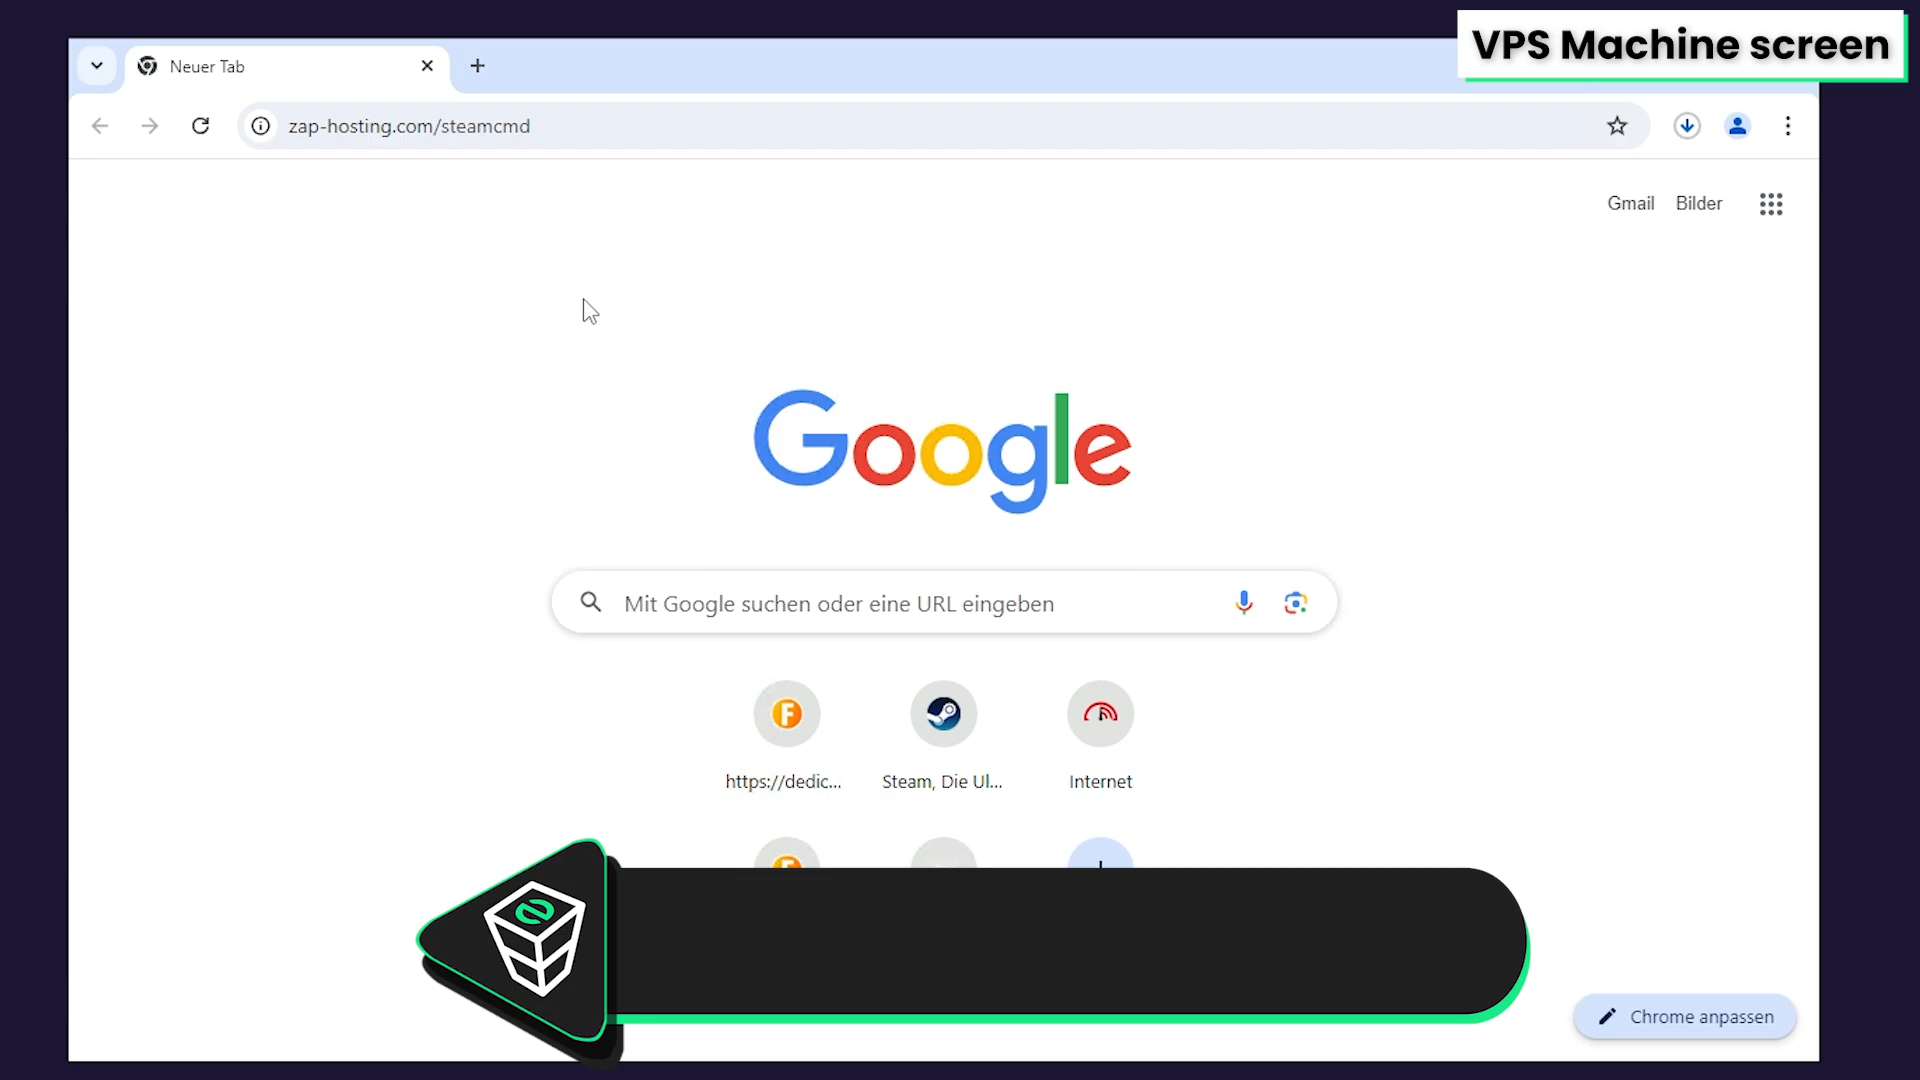 VPS Machine screen
Neuer Tab
zap-hosting.com/steamcmd
Gmail Bilder
Google
Mit Google suchen oder eine URL eingeben
https://dedic... Steam, Die Ul... Internet
Chrome anpassen